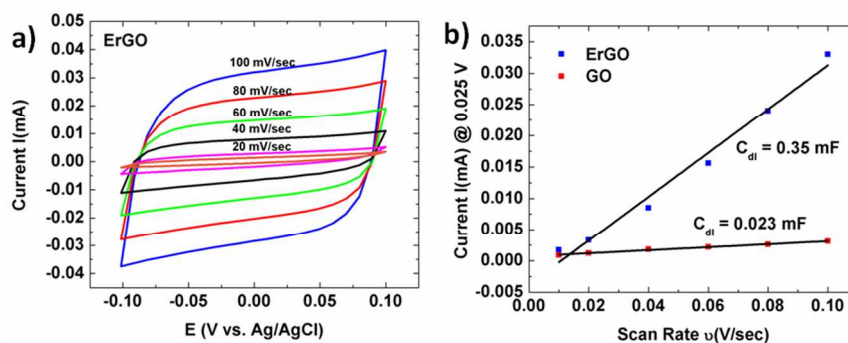 a)
ErGO
100 mV/sec
80 mV/sec
60 mV/sec
40 mV/sec
20 mV/sec
Current I(mA)
0.05
0.04
0.03
0.02
0.01
0.00
-0.01
-0.02
-0.03
-0.04
-0.10
-0.05
0.00
0.05
0.10
E (V vs. Ag/AgCl)
b)
ErGO
GO
Current I(mA) @ 0.025 V
0.035
0.030
0.025
0.020
0.015
0.010
0.005
0.000
-0.005
C_dl = 0.35 mF
C_dl = 0.023 mF
0.00
0.02
0.04
0.06
0.08
0.10
Scan Rate υ(V/sec)